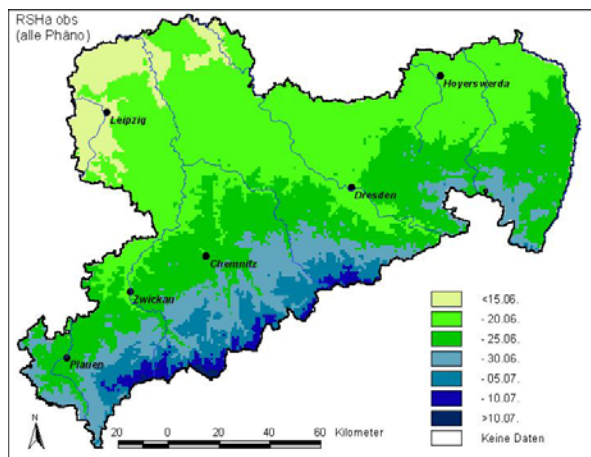 RSHa obs
(alle Phäno)
Hoyerswerda
Leipzig
Dresden
Chemnitz
Zwickau
Plauen
<15.06.
- 20.06.
- 25.06.
- 30.06.
- 05.07.
- 10.07.
>10.07.
Keine Daten
N
20 0 20 40 60 Kilometer